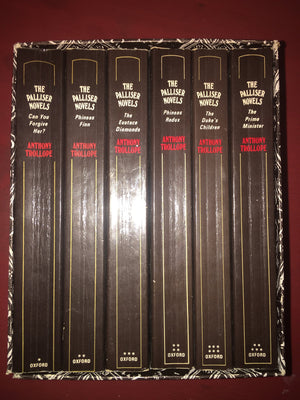 THE
PALLISER
NOVELS
Can You
Forgive
Her?
ANTHONY
TROLLOPE
OXFORD
THE
PALLISER
NOVELS
Phineas
Finn
ANTHONY
TROLLOPE
OXFORD
THE
PALLISER
NOVELS
The
Eustace
Diamonds
ANTHONY
TROLLOPE
OXFORD
THE
PALLISER
NOVELS
Phineas
Redux
ANTHONY
TROLLOPE
OXFORD
THE
PALLISER
NOVELS
The
Duke's
Children
ANTHONY
TROLLOPE
OXFORD
THE
PALLISER
NOVELS
The
Prime
Minister
ANTHONY
TROLLOPE
OXFORD